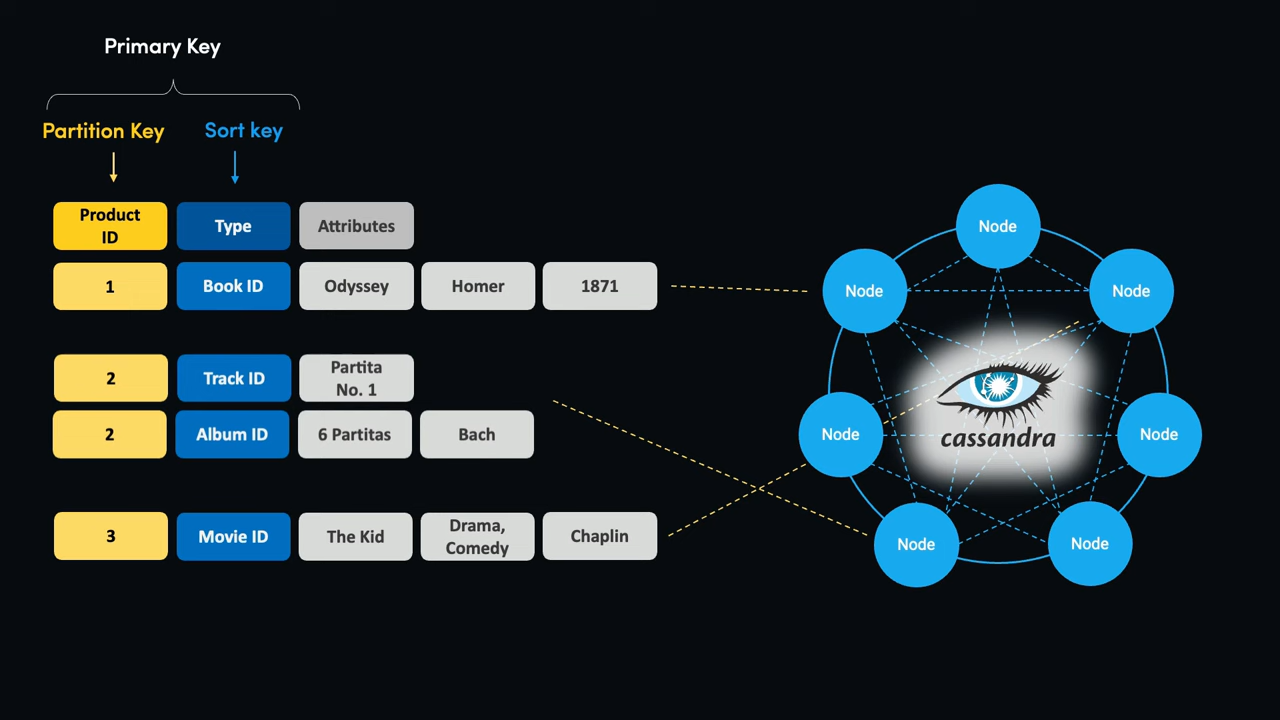 Primary Key
Partition Key
Sort key
Product
ID
Type
Attributes
1
Book ID
Odyssey
Homer
1871
2
Track ID
Partita
No. 1
2
Album ID
6 Partitas
Bach
3
Movie ID
The Kid
Drama,
Comedy
Chaplin
Node
Node
Node
Node
cassandra
Node
Node
Node